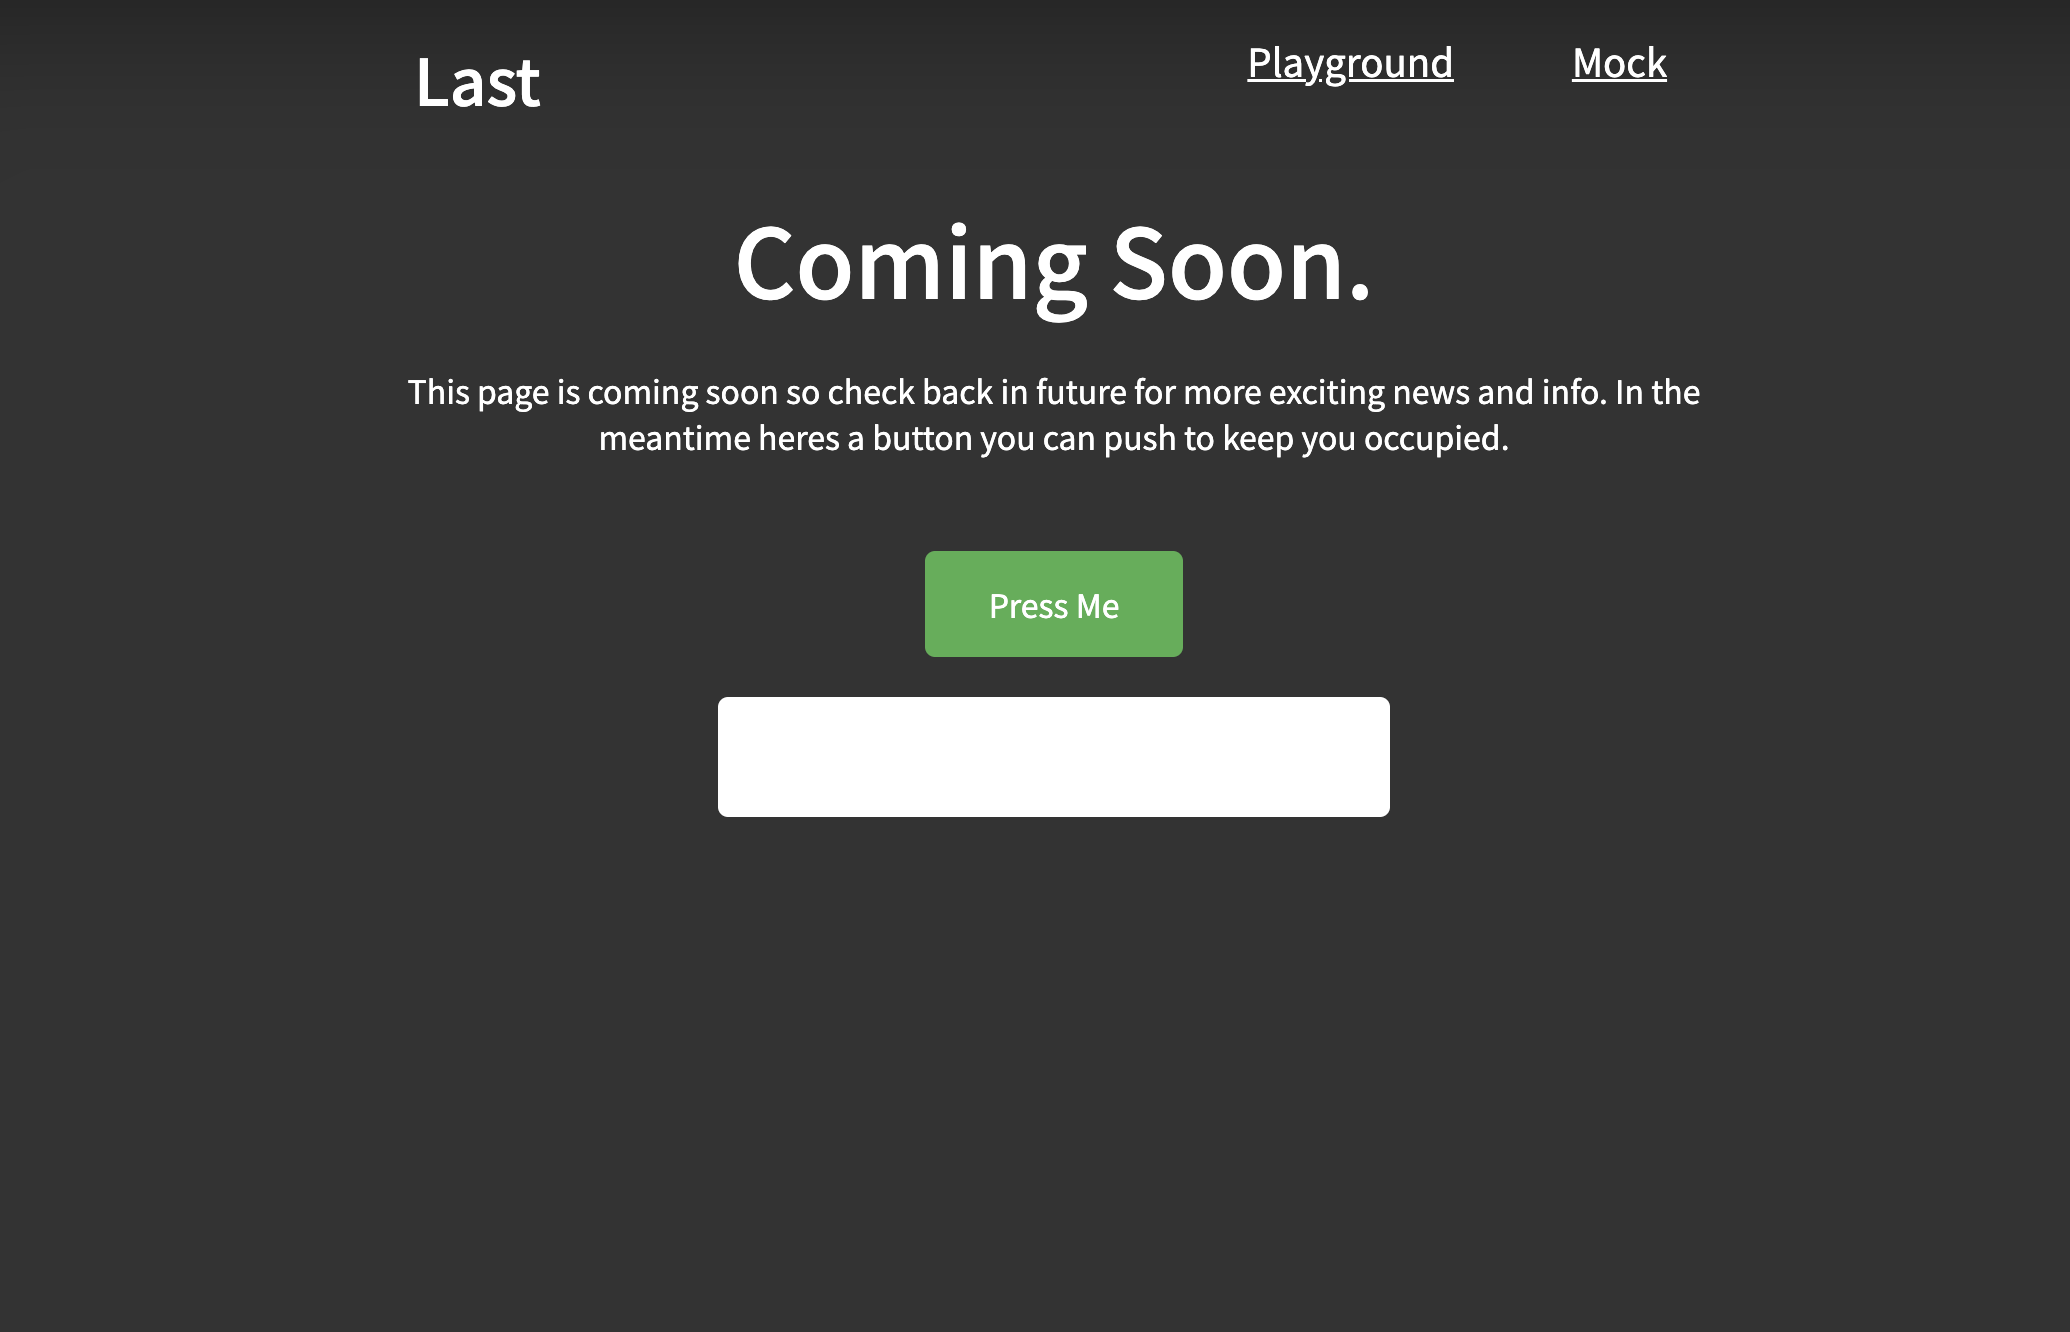 Last
Playground
Mock
Coming Soon.
This page is coming soon so check back in future for more exciting news and info. In the
meantime heres a button you can push to keep you occupied.
Press Me